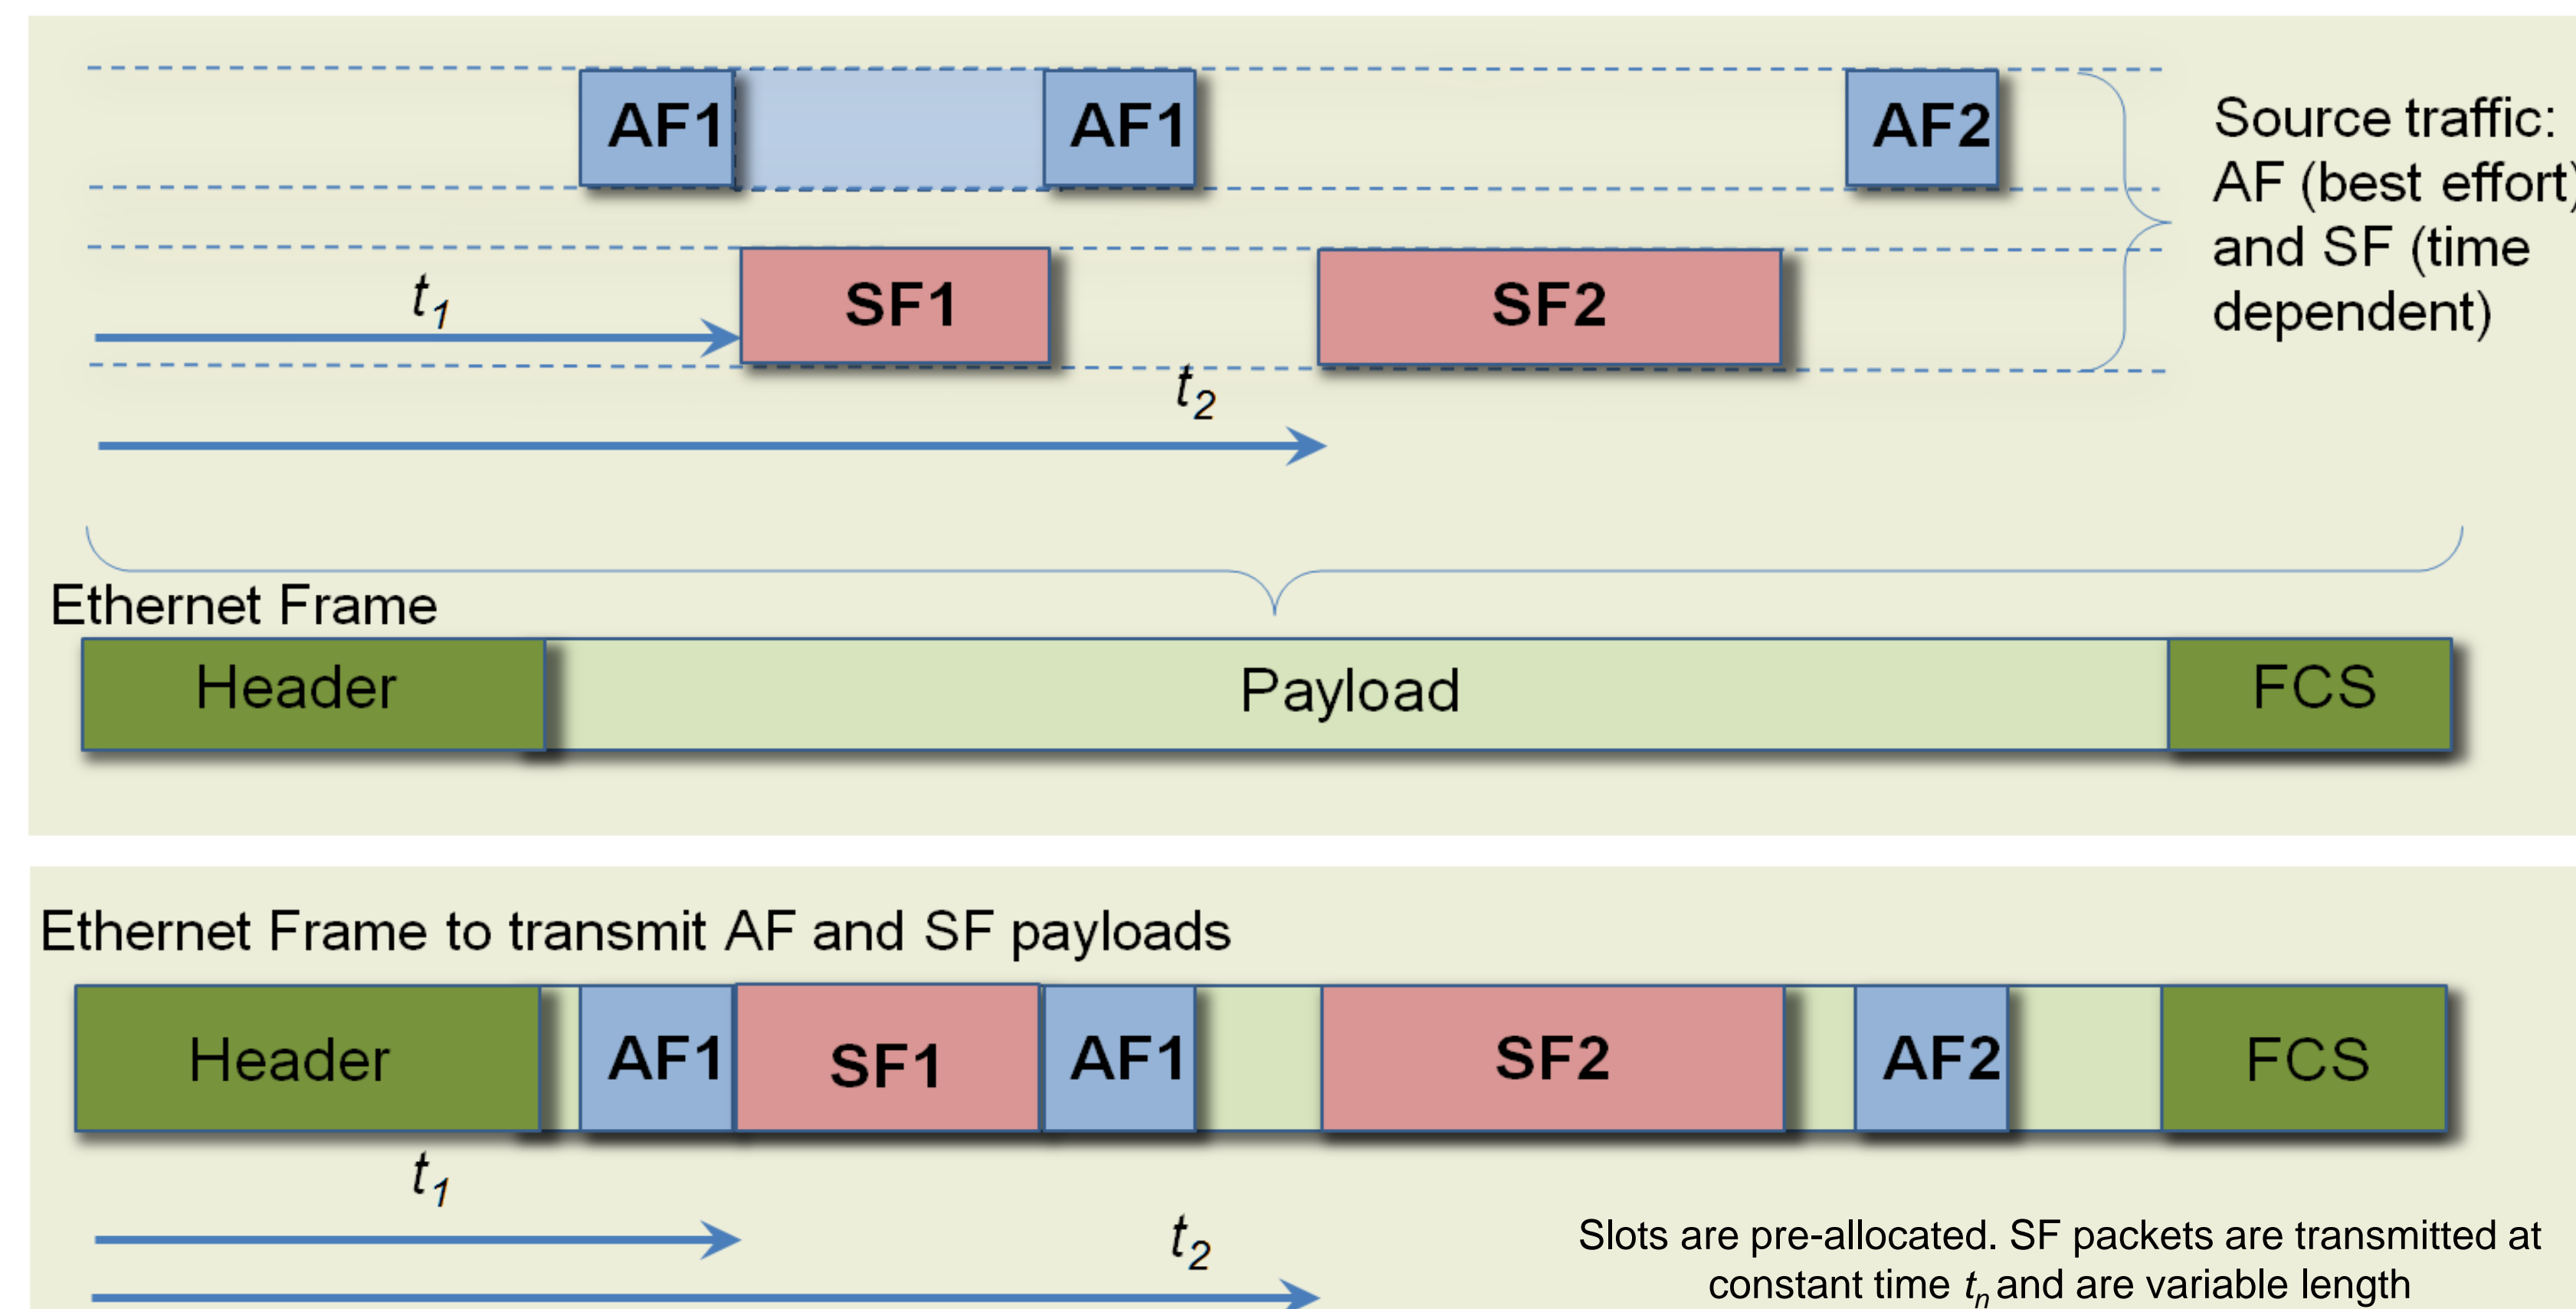 AF1
AF1
AF2
Source traffic:
AF (best effort)
and SF (time
dependent)
t1
SF1
SF2
t2
Ethernet Frame
Header
Payload
FCS
Ethernet Frame to transmit AF and SF payloads
Header
AF1
SF1
AF1
SF2
AF2
FCS
t1
t2
Slots are pre-allocated. SF packets are transmitted at
constant time tn and are variable length